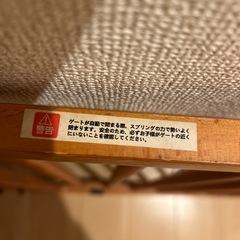 警告
ゲートが自動で閉まる際、スプリングの力で勢いよく
閉まります。安全のため、必ずお子様がゲートの近く
にいないことを確認してください。